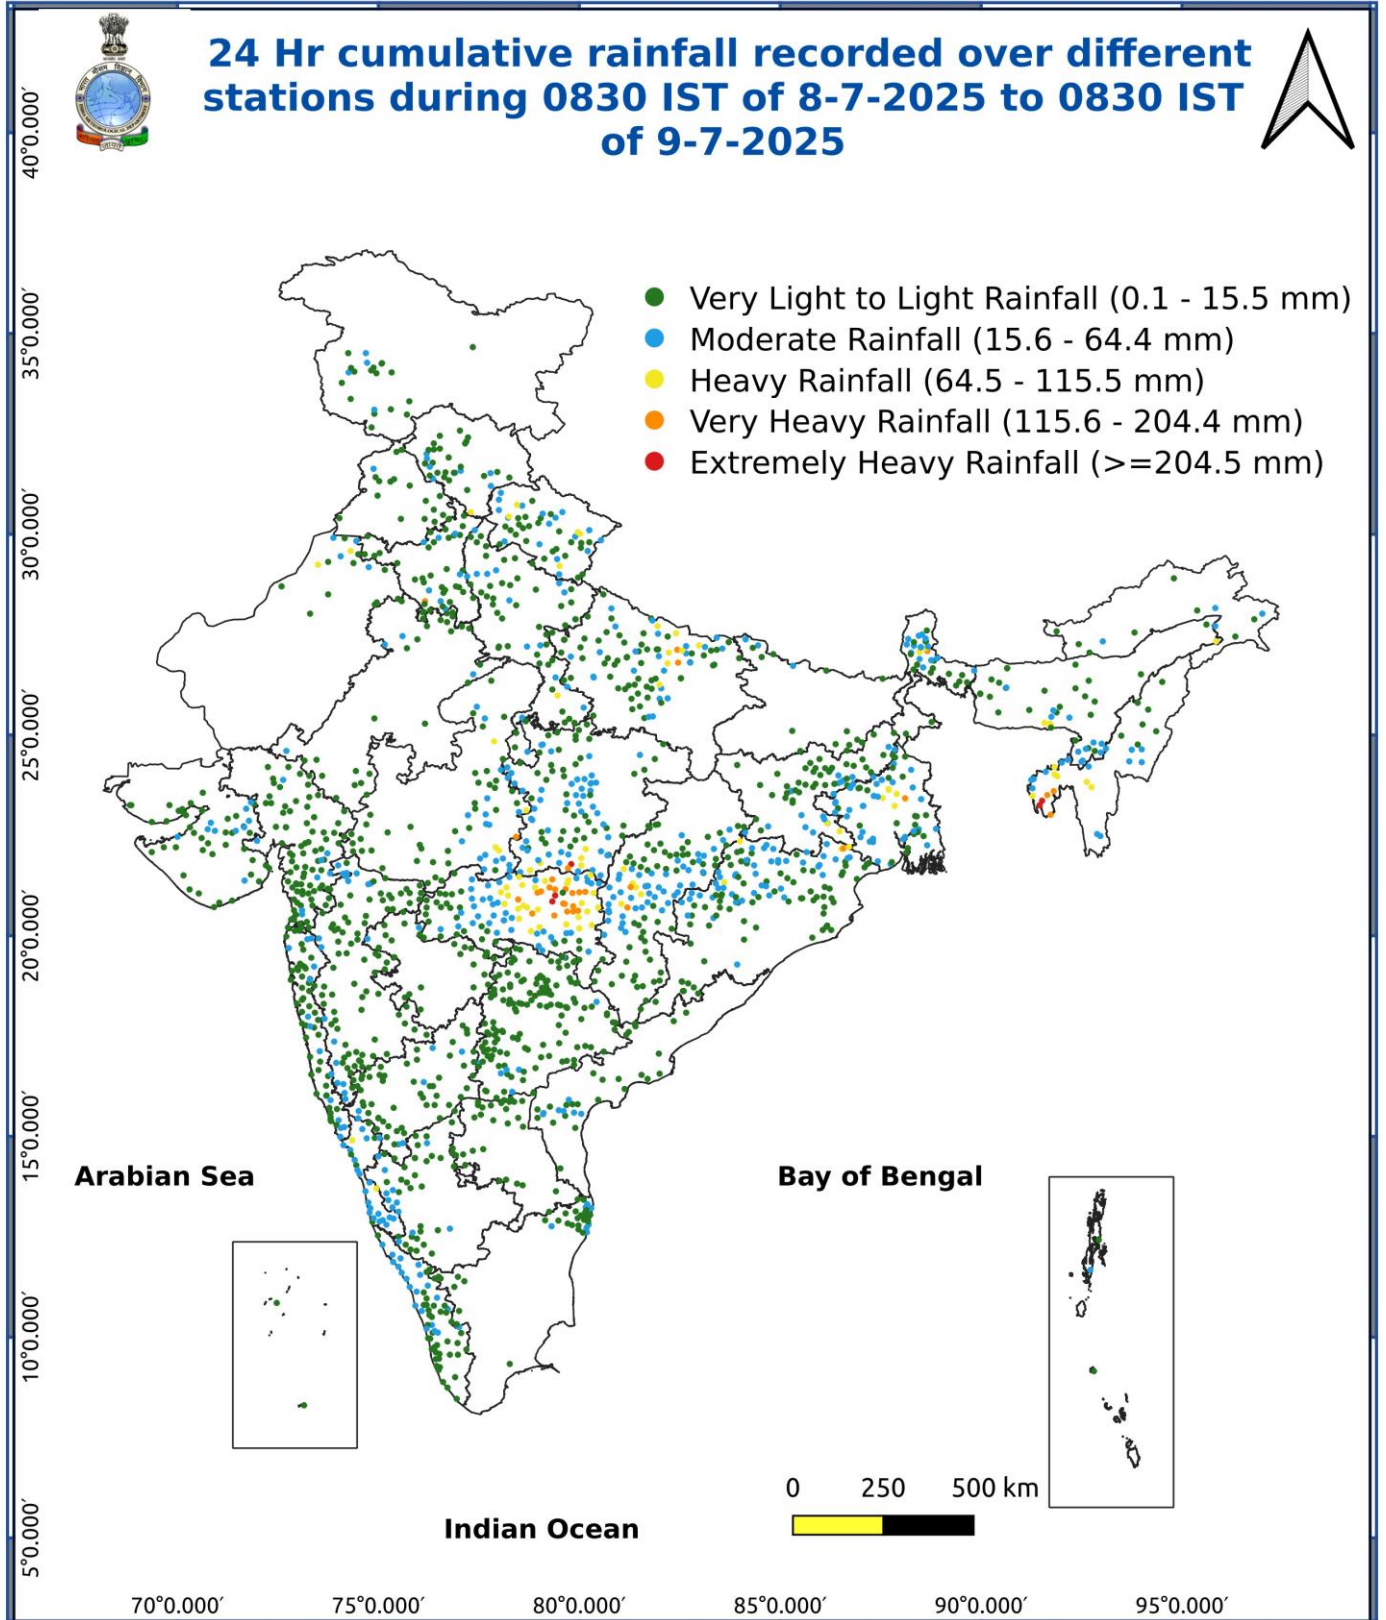 24 Hr cumulative rainfall recorded over different
stations during 0830 IST of 8-7-2025 to 0830 IST
of 9-7-2025
Very Light to Light Rainfall (0.1 - 15.5 mm)
Moderate Rainfall (15.6 - 64.4 mm)
Heavy Rainfall (64.5 - 115.5 mm)
Very Heavy Rainfall (115.6 - 204.4 mm)
Extremely Heavy Rainfall (>=204.5 mm)
40°0.000′
35°0.000′
30°0.000′
25°0.000′
20°0.000′
15°0.000′
10°0.000′
5°0.000′
Arabian Sea
Bay of Bengal
Indian Ocean
0 250 500 km
70°0.000′ 75°0.000′ 80°0.000′ 85°0.000′ 90°0.000′ 95°0.000′